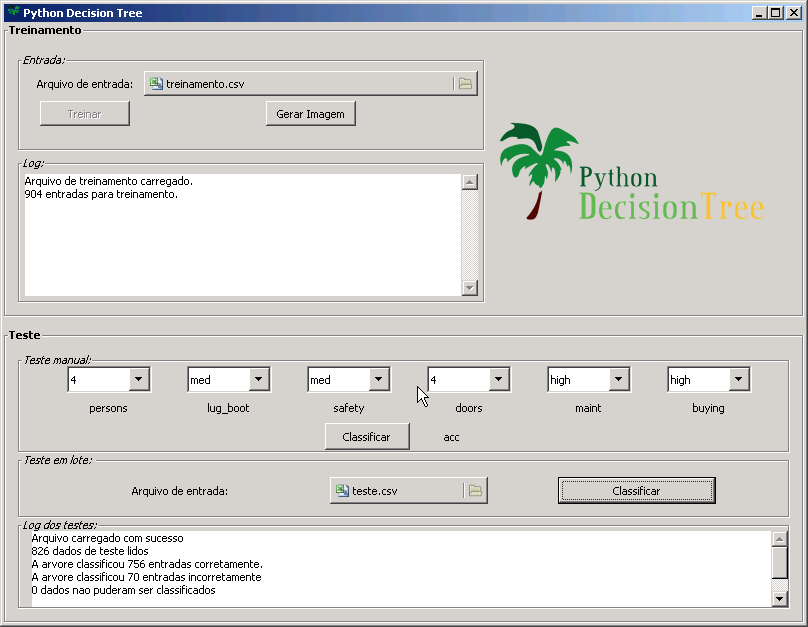 Python Decision Tree
Treinamento
Entrada:
Arquivo de entrada: treinamento.csv
Treinar Gerar Imagem
Log:
Arquivo de treinamento carregado.
904 entradas para treinamento.
Python
DecisionTree
Teste
Teste manual:
4 med med 4 high high
persons lug_boot safety doors maint buying
Classificar acc
Teste em lote:
Arquivo de entrada: teste.csv Classificar
Log dos testes:
Arquivo carregado com sucesso
826 dados de teste lidos
A arvore classificou 756 entradas corretamente.
A arvore classificou 70 entradas incorretamente
0 dados nao puderam ser classificados